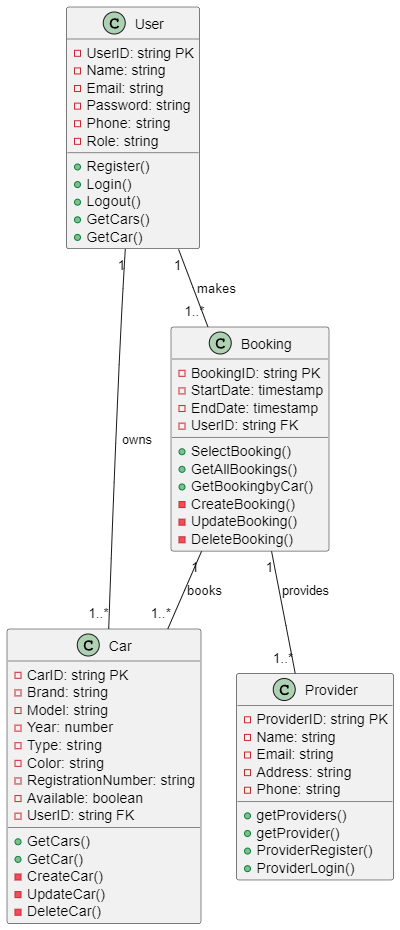 C User
UserID: string PK
Name: string
Email: string
Password: string
Phone: string
Role: string
Register()
Login()
Logout()
GetCars()
GetCar()
1
1
makes
1..*
C Booking
BookingID: string PK
StartDate: timestamp
EndDate: timestamp
UserID: string FK
SelectBooking()
GetAllBookings()
GetBookingbyCar()
CreateBooking()
UpdateBooking()
DeleteBooking()
owns
1
1
books
provides
1..*
1..*
1..*
C Car
CarID: string PK
Brand: string
Model: string
Year: number
Type: string
Color: string
RegistrationNumber: string
Available: boolean
UserID: string FK
GetCars()
GetCar()
CreateCar()
UpdateCar()
DeleteCar()
C Provider
ProviderID: string PK
Name: string
Email: string
Address: string
Phone: string
getProviders()
getProvider()
ProviderRegister()
ProviderLogin()